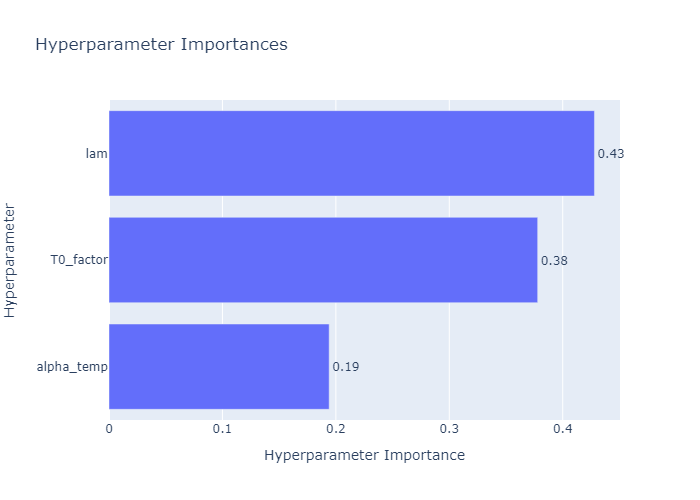 Hyperparameter Importances
Hyperparameter
lam
0.43
T0_factor
0.38
alpha_temp
0.19
0 0.1 0.2 0.3 0.4
Hyperparameter Importance